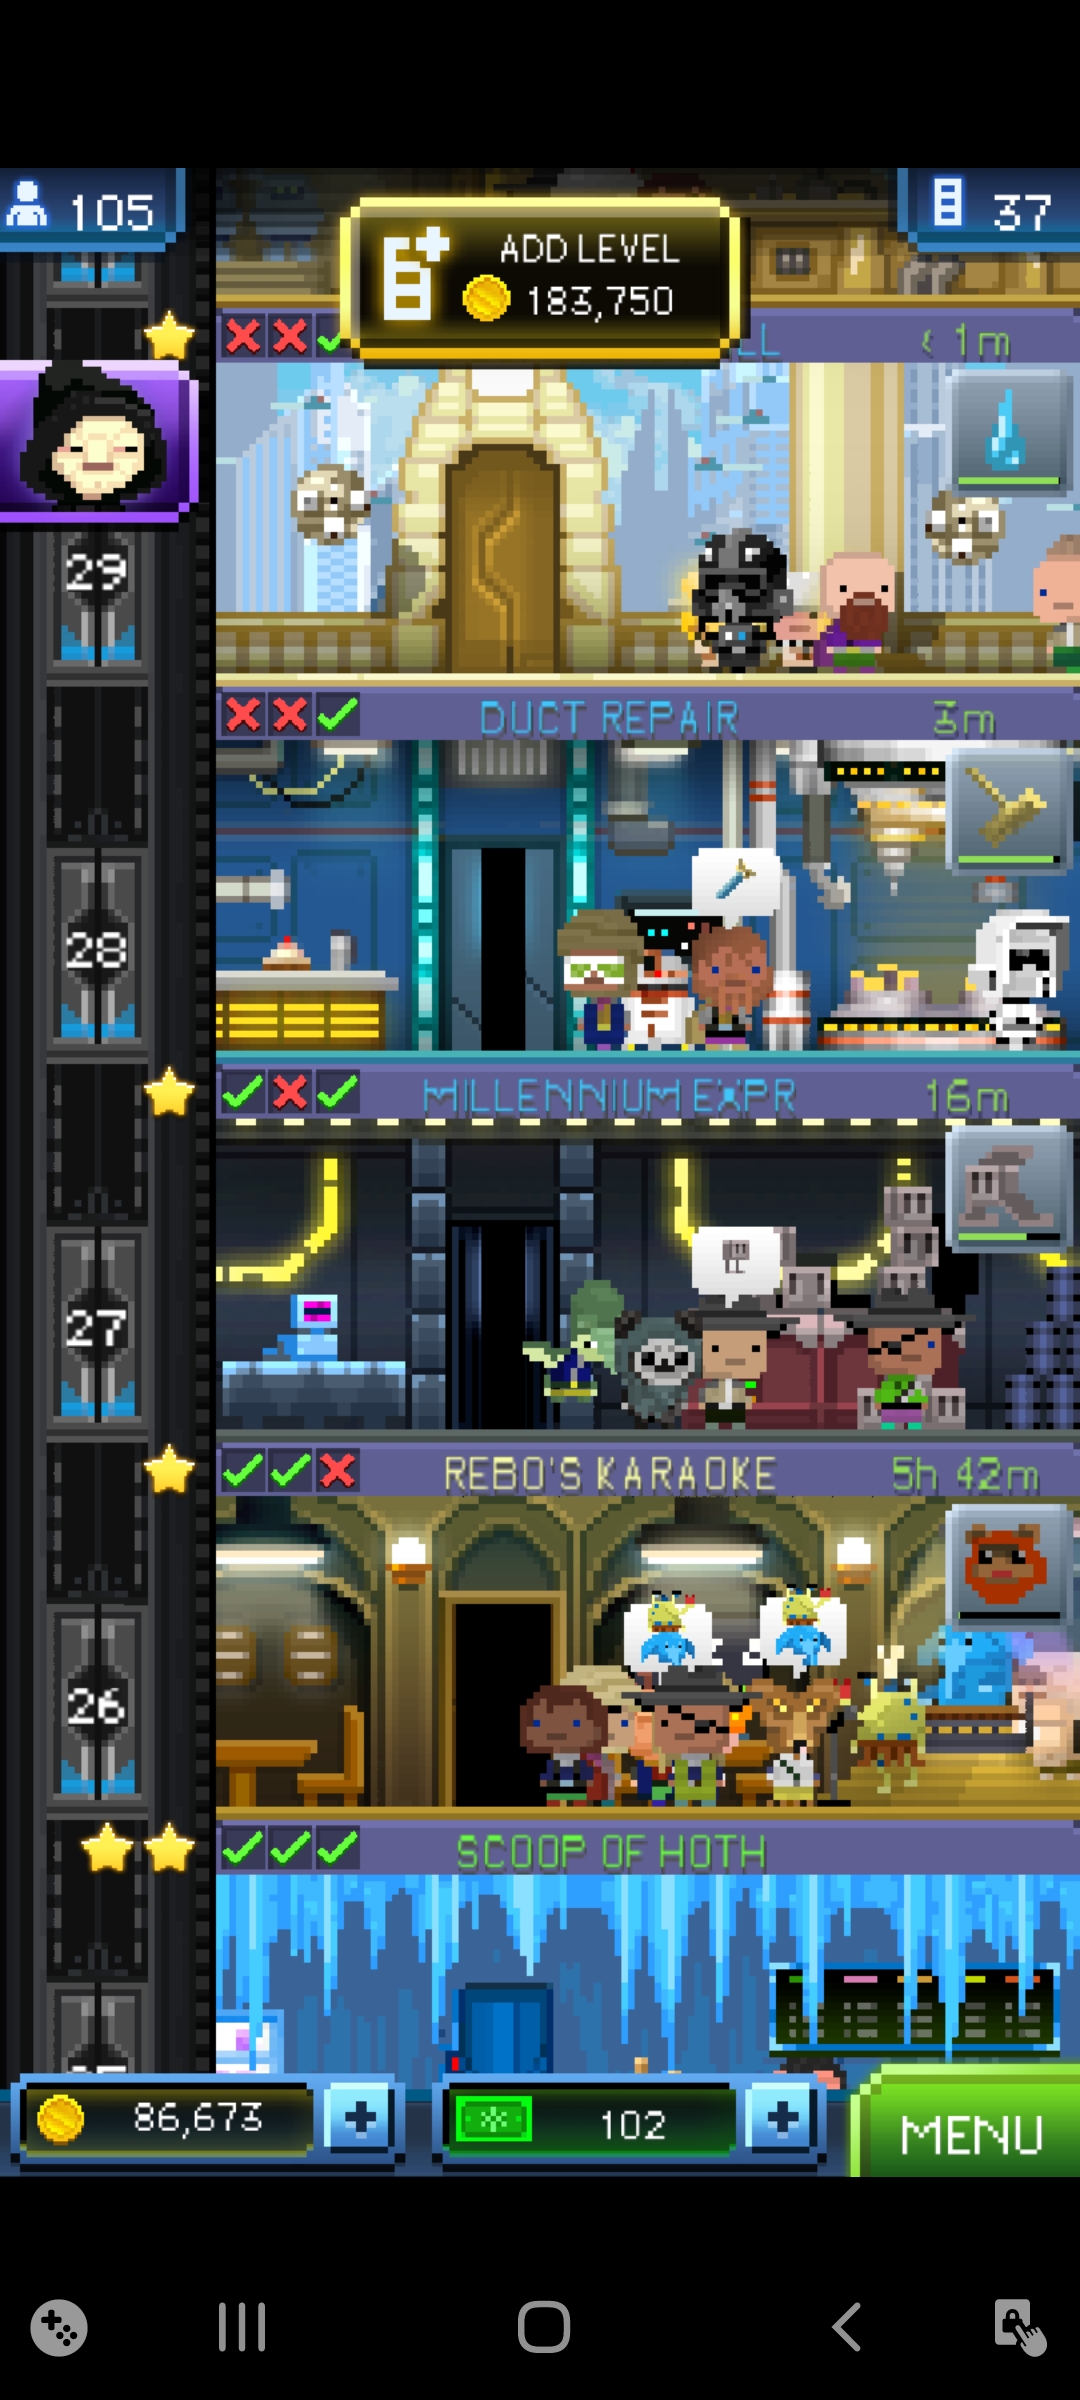 105
ADD LEVEL
183,750
37
LL
< 1m
29
DUCT REPAIR
3m
28
MILLENNIUM EXPR
16m
27
REBO'S KARAOKE
5h 42m
26
SCOOP OF HOTH
86,673
102
MENU